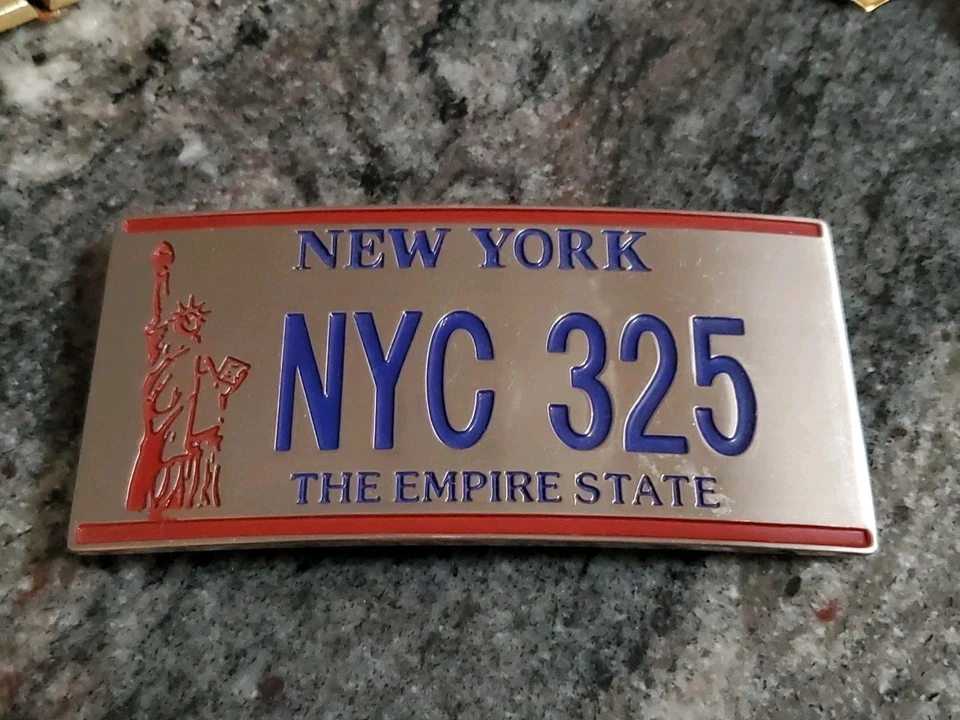 NEW YORK
NYC 325
THE EMPIRE STATE